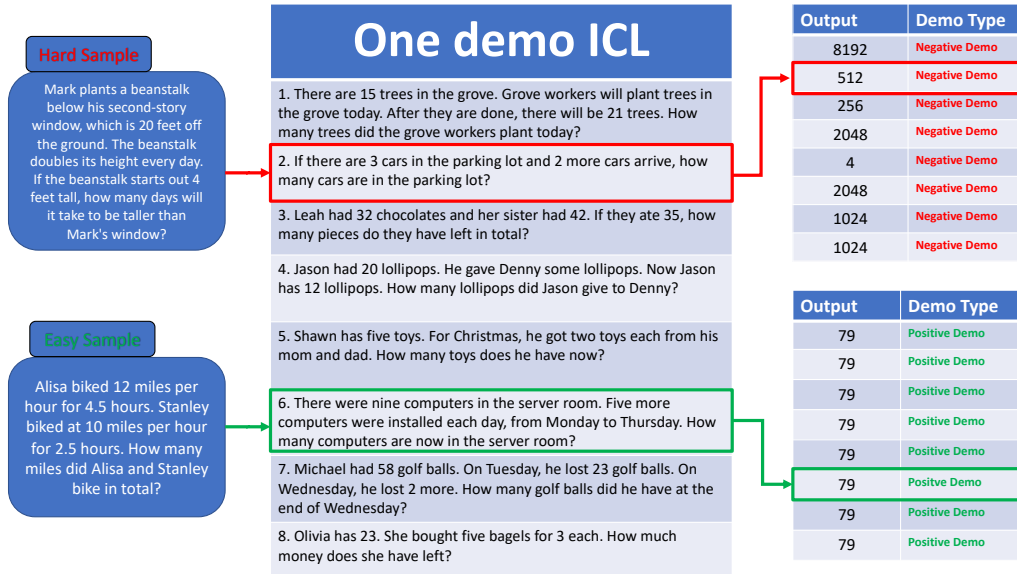 Hard Sample
Mark plants a beanstalk
below his second-story
window, which is 20 feet off
the ground. The beanstalk
doubles its height every day.
If the beanstalk starts out 4
feet tall, how many days will
it take to be taller than
Mark's window?
Easy Sample
Alisa biked 12 miles per
hour for 4.5 hours. Stanley
biked at 10 miles per hour
for 2.5 hours. How many
miles did Alisa and Stanley
bike in total?
One demo ICL
1. There are 15 trees in the grove. Grove workers will plant trees in
the grove today. After they are done, there will be 21 trees. How
many trees did the grove workers plant today?
2. If there are 3 cars in the parking lot and 2 more cars arrive, how
many cars are in the parking lot?
3. Leah had 32 chocolates and her sister had 42. If they ate 35, how
many pieces do they have left in total?
4. Jason had 20 lollipops. He gave Denny some lollipops. Now Jason
has 12 lollipops. How many lollipops did Jason give to Denny?
5. Shawn has five toys. For Christmas, he got two toys each from his
mom and dad. How many toys does he have now?
6. There were nine computers in the server room. Five more
computers were installed each day, from Monday to Thursday. How
many computers are now in the server room?
7. Michael had 58 golf balls. On Tuesday, he lost 23 golf balls. On
Wednesday, he lost 2 more. How many golf balls did he have at the
end of Wednesday?
8. Olivia has 23. She bought five bagels for 3 each. How much
money does she have left?
Output Demo Type
8192 Negative Demo
512 Negative Demo
256 Negative Demo
2048 Negative Demo
4 Negative Demo
2048 Negative Demo
1024 Negative Demo
1024 Negative Demo
Output Demo Type
79 Positive Demo
79 Positive Demo
79 Positive Demo
79 Positive Demo
79 Positive Demo
79 Positve Demo
79 Positive Demo
79 Positive Demo